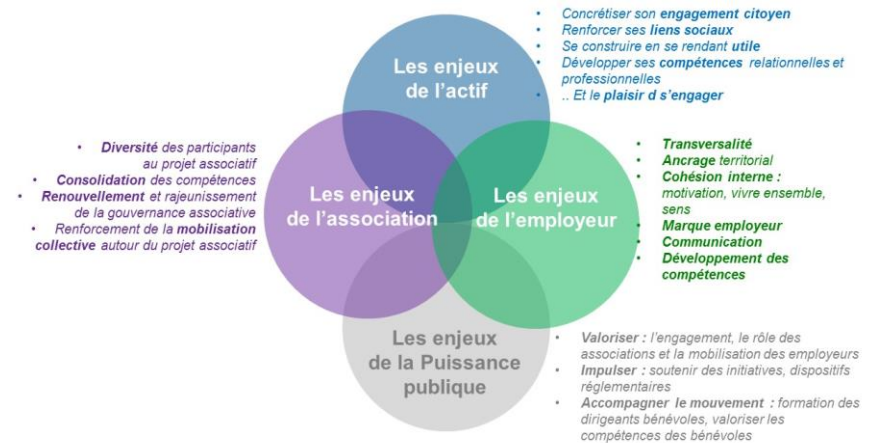 Les enjeux
de l'actif
• Concrétiser son engagement citoyen
• Renforcer ses liens sociaux
• Se construire en se rendant utile
• Développer ses compétences relationnelles et
professionnelles
• .. Et le plaisir d s'engager
• Diversité des participants
au projet associatif
• Consolidation des compétences
• Renouvellement et rajeunissement
de la gouvernance associative
• Renforcement de la mobilisation
collective autour du projet associatif
Les enjeux
de l'association
Les enjeux
de l'employeur
• Transversalité
• Ancrage territorial
• Cohésion interne :
motivation, vivre ensemble,
sens
• Marque employeur
• Communication
• Développement des
compétences
Les enjeux
de la Puissance
publique
• Valoriser : l'engagement, le rôle des
associations et la mobilisation des employeurs
• Impulser : soutenir des initiatives, dispositifs
réglementaires
• Accompagner le mouvement : formation des
dirigeants bénévoles, valoriser les
compétences des bénévoles